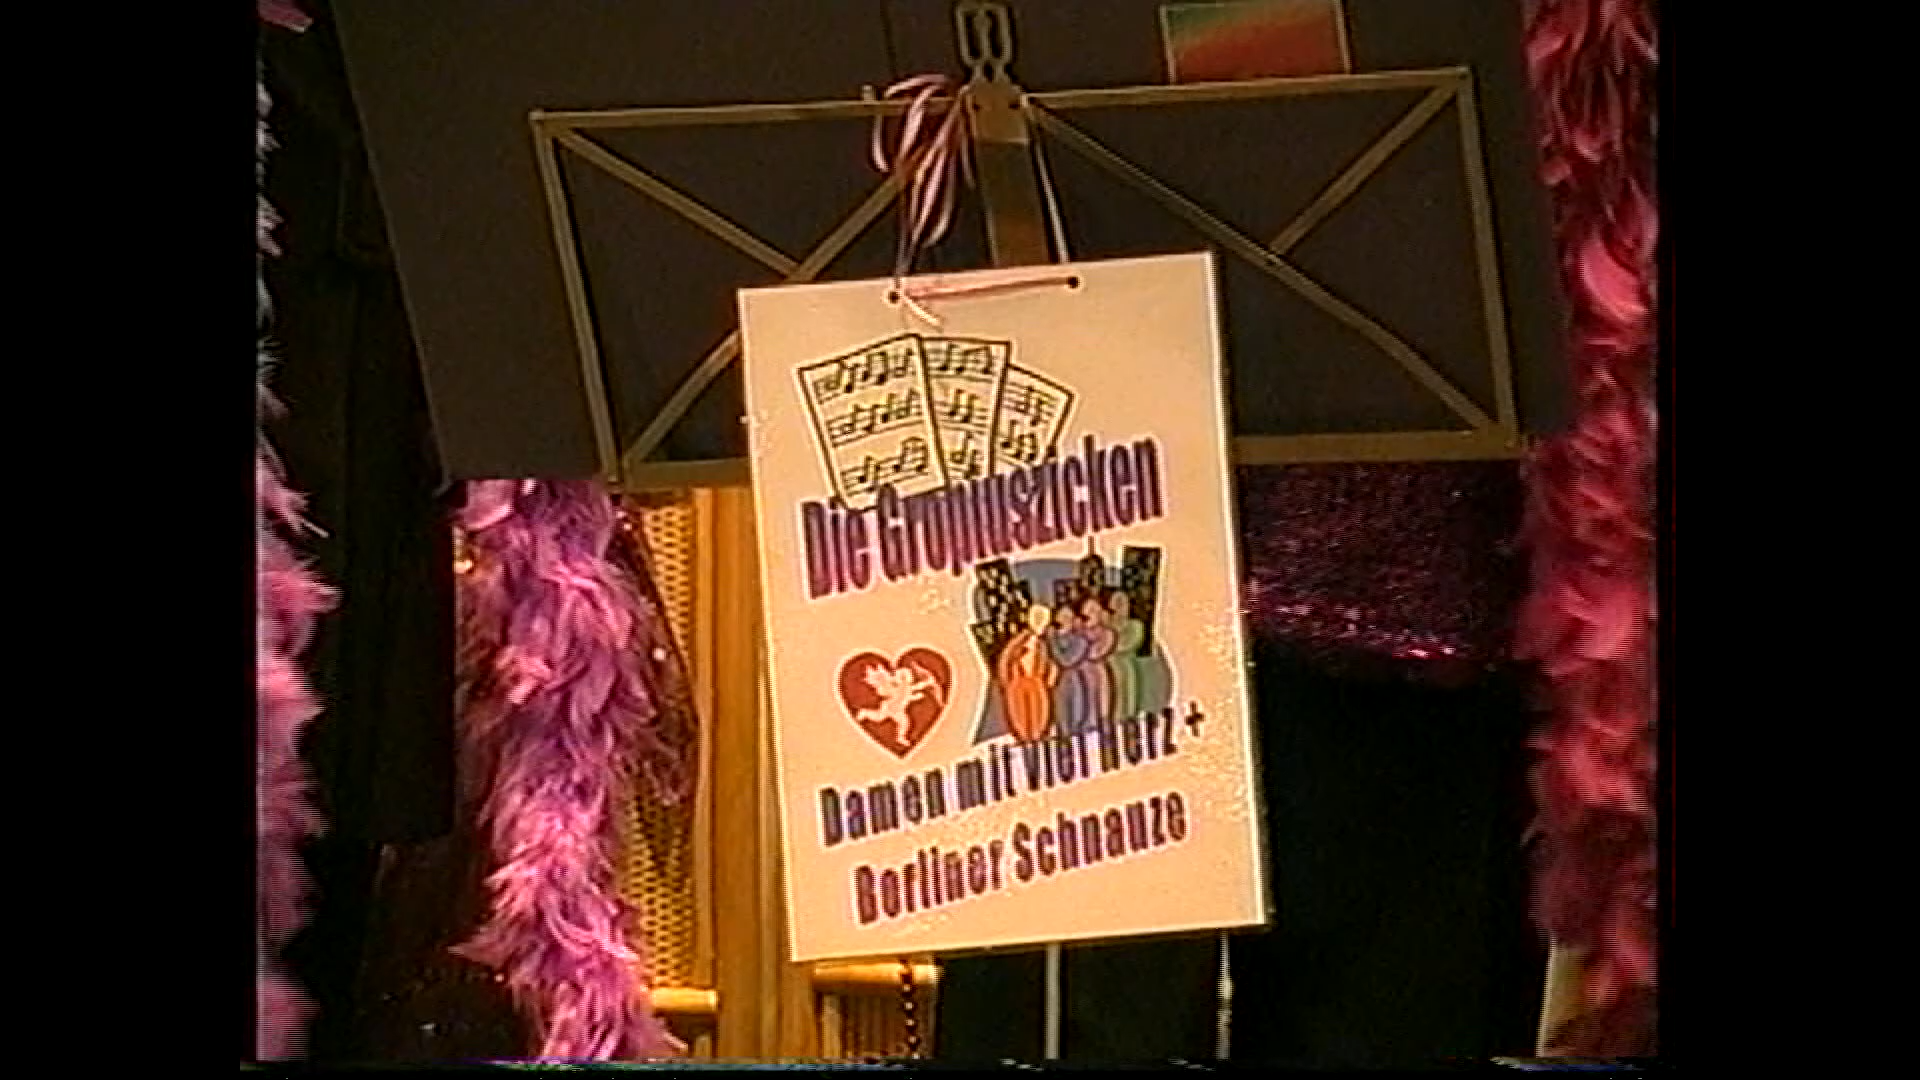 Die Gropiuszicken
Damen mit viel Herz +
Berliner Schnauze